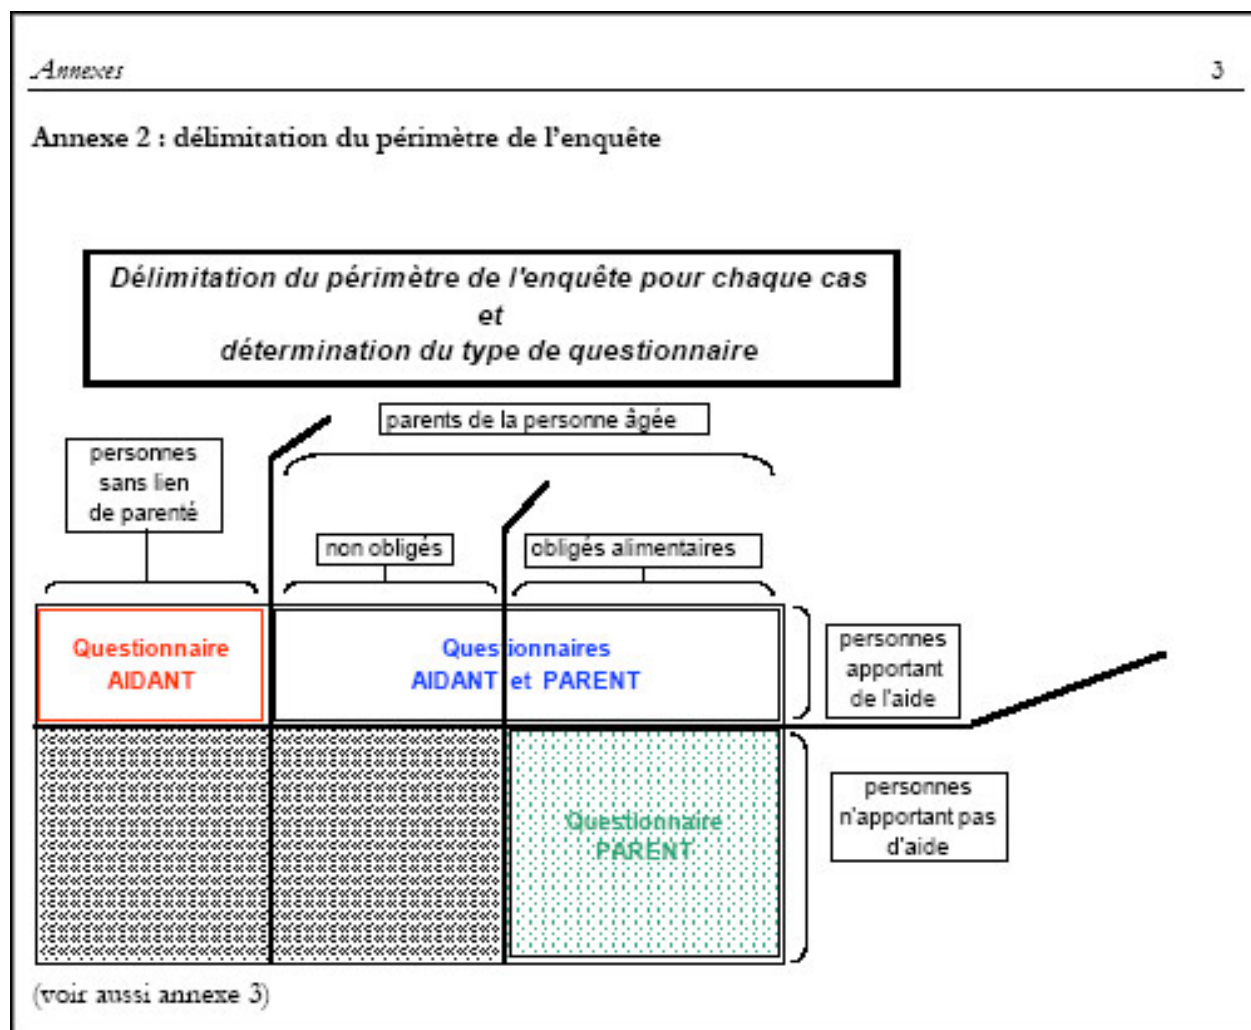 Annexes 3
Annexe 2 : délimitation du périmètre de l'enquête
Délimitation du périmètre de l'enquête pour chaque cas
et
détermination du type de questionnaire
parents de la personne âgée
personnes
sans lien
de parenté
non obligés
obligés alimentaires
Questionnaire
AIDANT
Questionnaires
AIDANT et PARENT
personnes
apportant
de l'aide
Questionnaire
PARENT
personnes
n'apportant pas
d'aide
(voir aussi annexe 3)